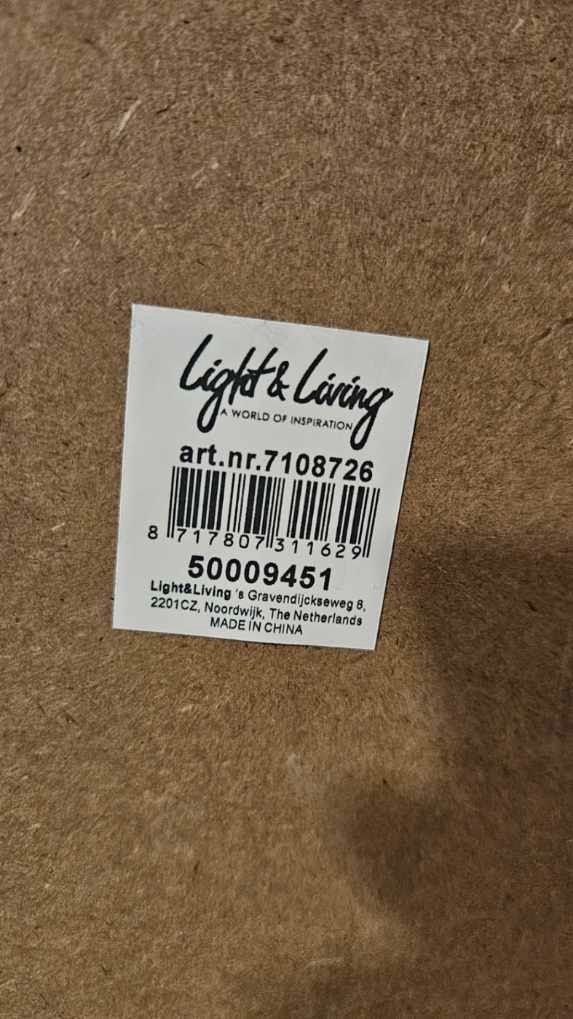 Light & Living
A WORLD OF INSPIRATION
art.nr.7108726
8 717807 311629
50009451
Light&Living 's Gravendijckseweg 8,
2201CZ, Noordwijk, The Netherlands
MADE IN CHINA